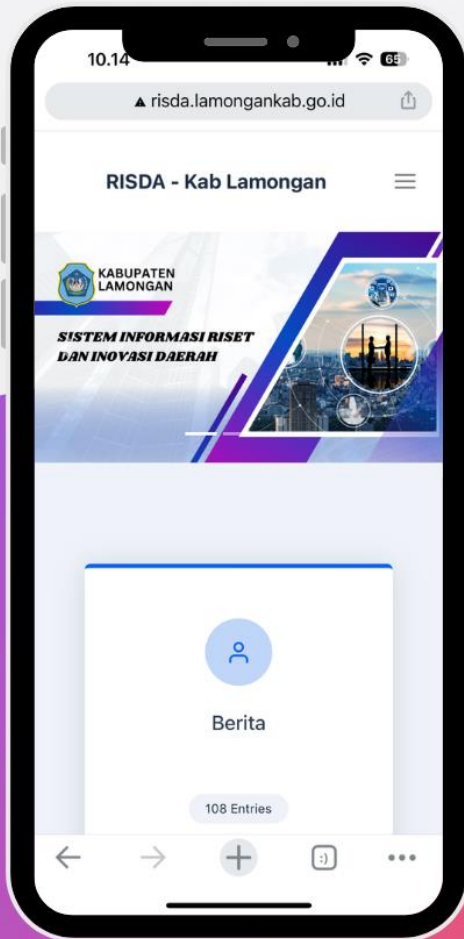 10.14
65
risda.lamongankab.go.id
RISDA - Kab Lamongan
KABUPATEN
LAMONGAN
SISTEM INFORMASI RISET
DAN INOVASI DAERAH
Berita
108 Entries
:)